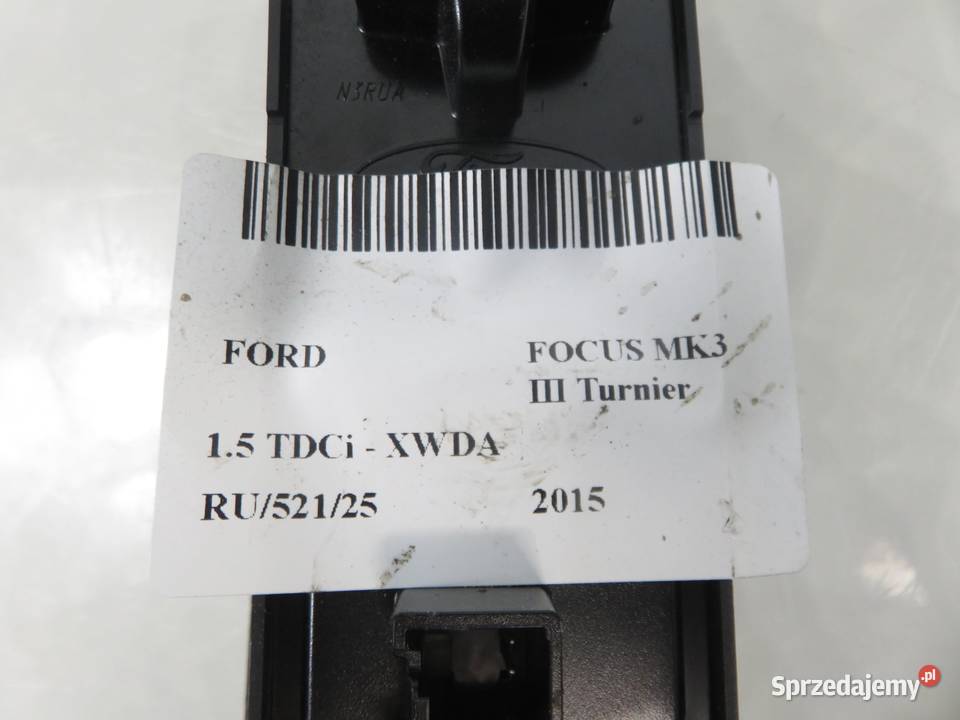 N3RUA
FORD
FOCUS MK3
III Turnier
1.5 TDCi - XWDA
RU/521/25
2015
Sprzedajemy.pl